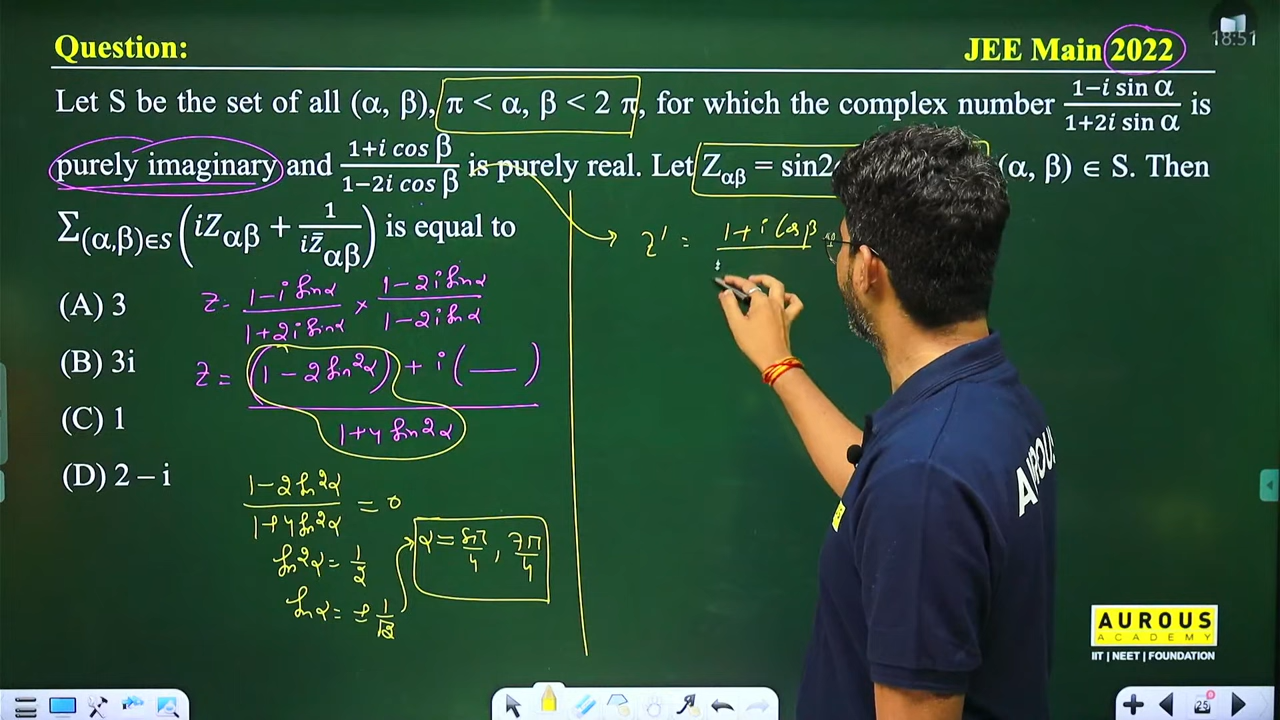 18:51
Question:
JEE Main 2022
Let S be the set of all (α, β), π < α, β < 2 π, for which the complex number (1−i sin α)/(1+2i sin α) is
purely imaginary and (1+i cos β)/(1−2i cos β) is purely real. Let Z_αβ = sin2 (α, β) ∈ S. Then
Σ_(α,β)∈s (iZ_αβ + 1/(iZ̄_αβ)) is equal to
(A) 3
(B) 3i
(C) 1
(D) 2 – i
Z = (1−i sinα)/(1+2i sinα) × (1−2i sinα)/(1−2i sinα)
Z = ((1−2 sin²α) + i( — ))/(1+4 sin²α)
(1−2 sin²α)/(1+4 sin²α) = 0
sin²α = 1/2
sinα = ± 1/√2
α = 5π/4, 7π/4
z' = 1+i Cosβ
AUROUS
AUROUS
ACADEMY
IIT | NEET | FOUNDATION
25